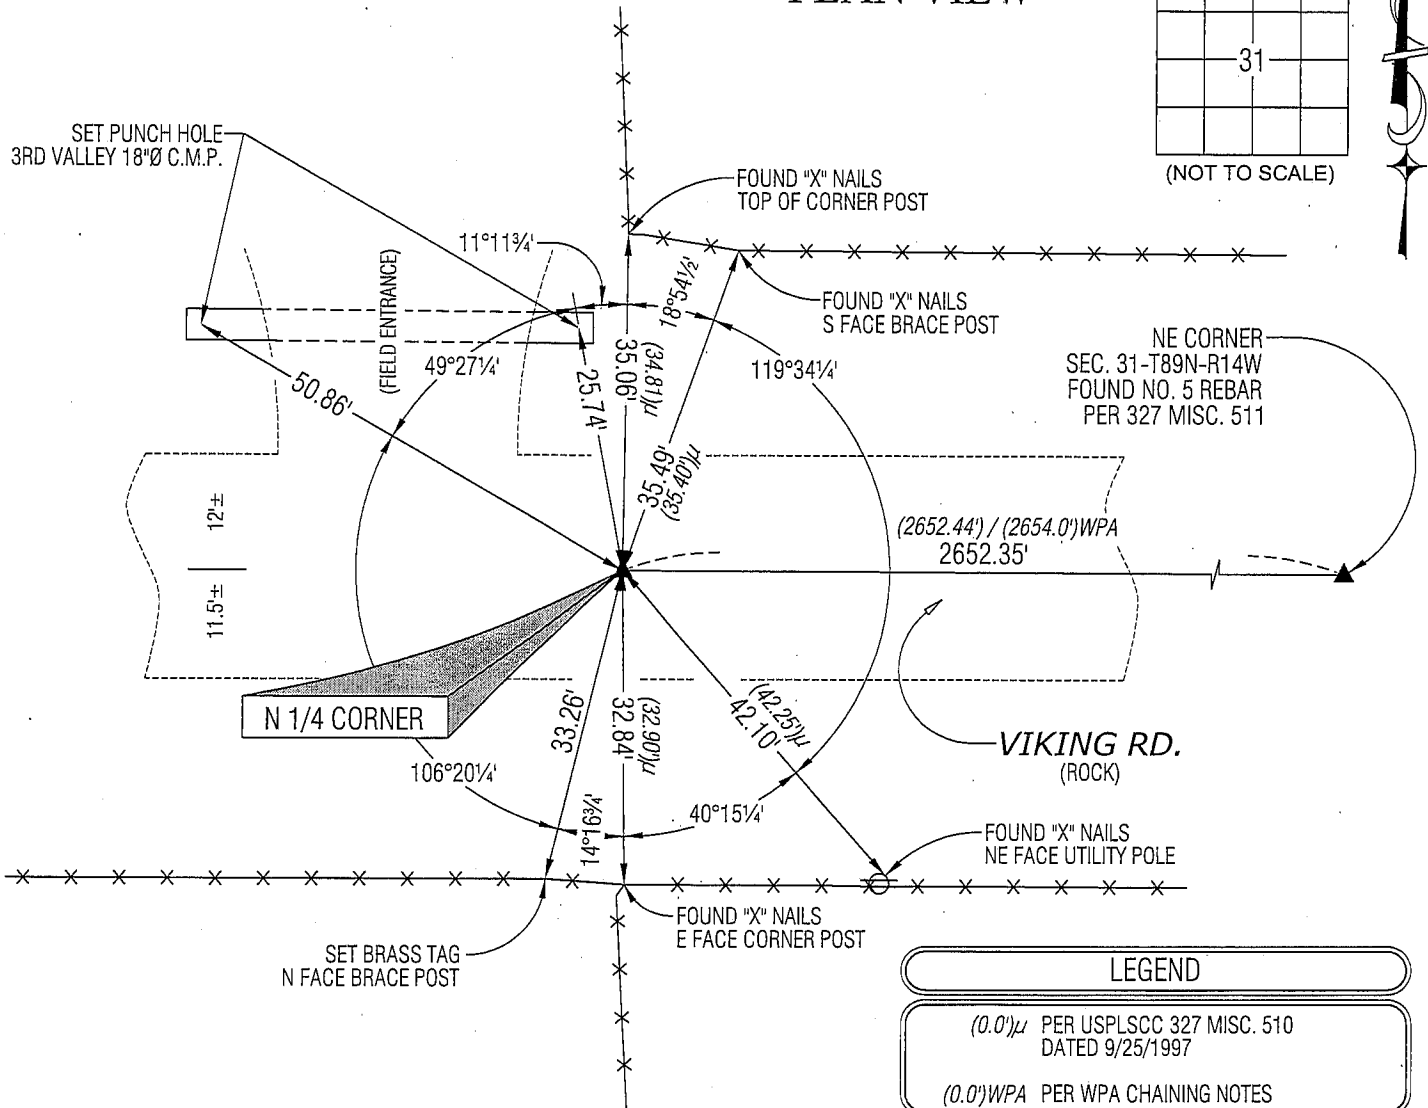 PLAN VIEW
31
(NOT TO SCALE)
SET PUNCH HOLE
3RD VALLEY 18"Ø C.M.P.
FOUND "X" NAILS
TOP OF CORNER POST
11°11¾'
(FIELD ENTRANCE)
18°54½'
FOUND "X" NAILS
S FACE BRACE POST
NE CORNER
SEC. 31-T89N-R14W
FOUND NO. 5 REBAR
PER 327 MISC. 511
49°27¼'
50.86'
25.74'
35.06'
(34.81)µ
119°34¼'
35.49'
(35.40')µ
12'±
11.5'±
(2652.44') / (2654.0')WPA
2652.35'
N 1/4 CORNER
33.26'
32.84'
(32.90')µ
(42.25')µ
42.10'
VIKING RD.
(ROCK)
106°20¼'
14°16¾'
40°15¼'
FOUND "X" NAILS
NE FACE UTILITY POLE
FOUND "X" NAILS
E FACE CORNER POST
SET BRASS TAG
N FACE BRACE POST
LEGEND
(0.0')µ PER USPLSCC 327 MISC. 510
DATED 9/25/1997
(0.0')WPA PER WPA CHAINING NOTES